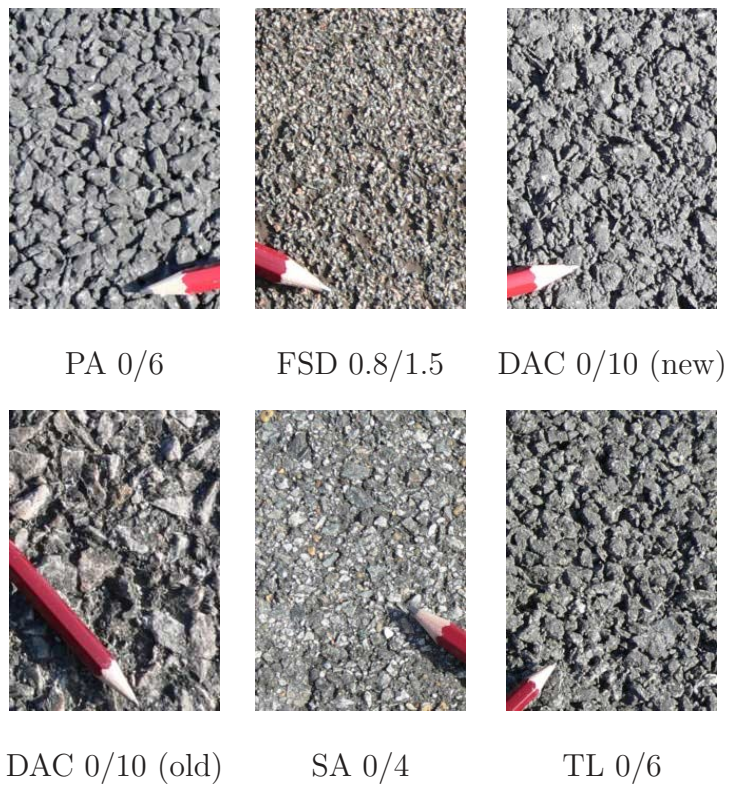 PA 0/6
FSD 0.8/1.5
DAC 0/10 (new)
DAC 0/10 (old)
SA 0/4
TL 0/6